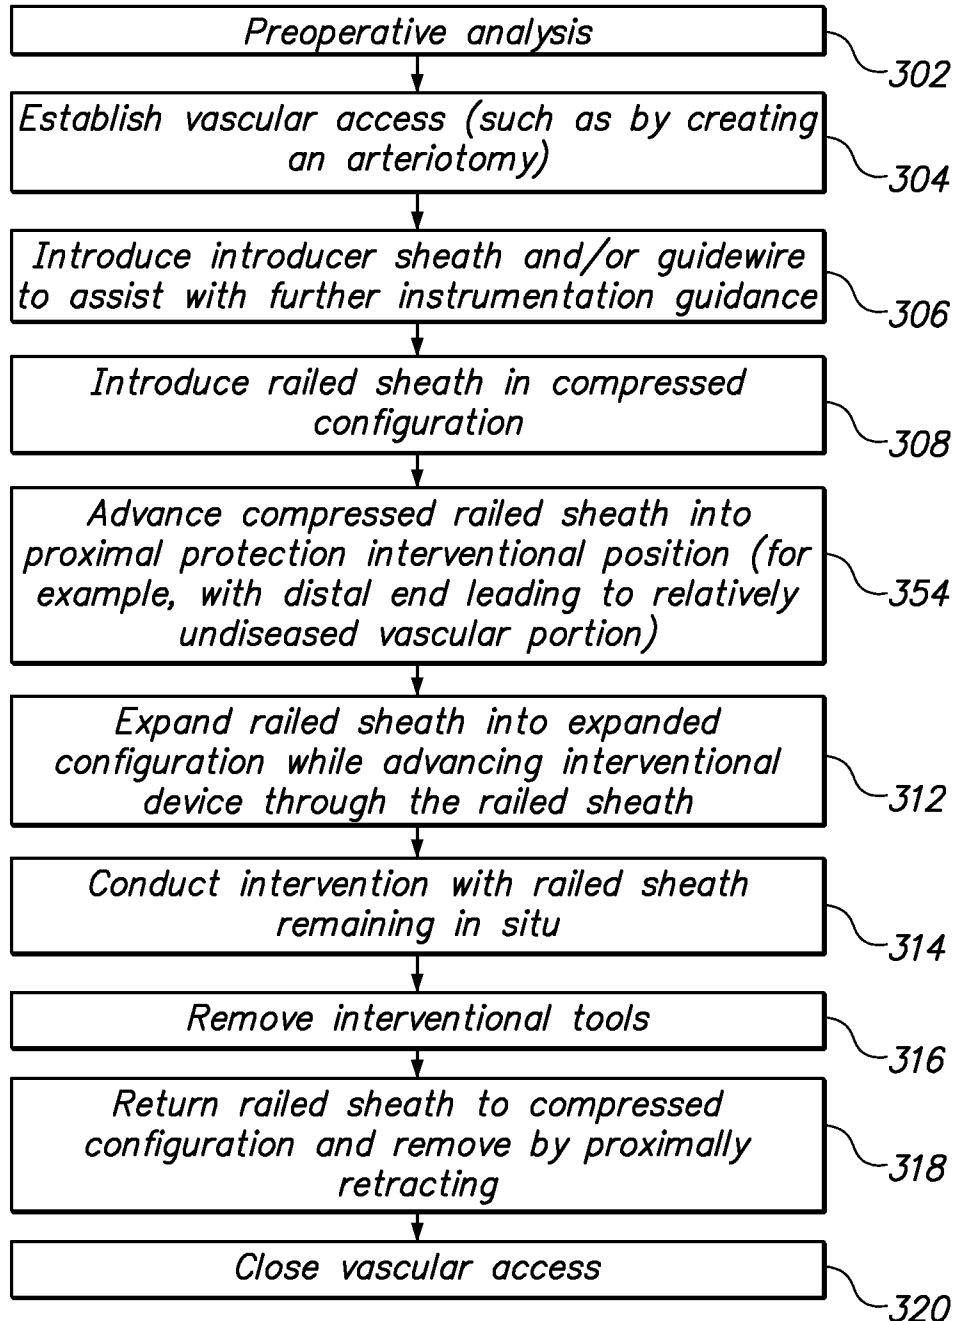 Preoperative analysis
302
Establish vascular access (such as by creating
an arteriotomy)
304
Introduce introducer sheath and/or guidewire
to assist with further instrumentation guidance
306
Introduce railed sheath in compressed
configuration
308
Advance compressed railed sheath into
proximal protection interventional position (for
example, with distal end leading to relatively
undiseased vascular portion)
354
Expand railed sheath into expanded
configuration while advancing interventional
device through the railed sheath
312
Conduct intervention with railed sheath
remaining in situ
314
Remove interventional tools
316
Return railed sheath to compressed
configuration and remove by proximally
retracting
318
Close vascular access
320